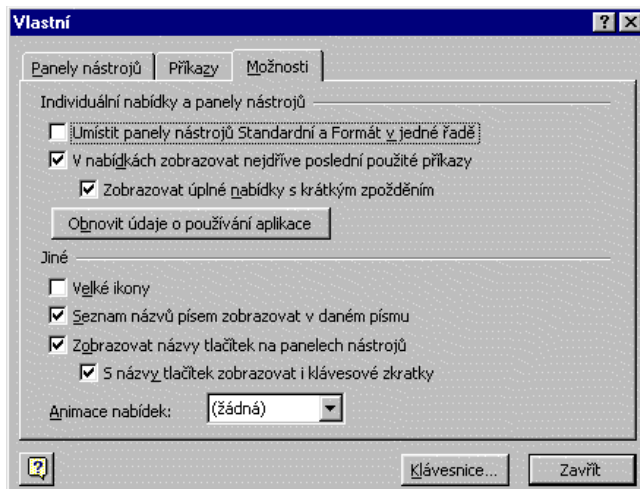 Vlastní
Panely nástrojů Příkazy Možnosti
Individuální nabídky a panely nástrojů
Umístit panely nástrojů Standardní a Formát v jedné řadě
V nabídkách zobrazovat nejdříve poslední použité příkazy
Zobrazovat úplné nabídky s krátkým zpožděním
Obnovit údaje o používání aplikace
Jiné
Velké ikony
Seznam názvů písem zobrazovat v daném písmu
Zobrazovat názvy tlačítek na panelech nástrojů
S názvy tlačítek zobrazovat i klávesové zkratky
Animace nabídek: (žádná)
Klávesnice... Zavřít